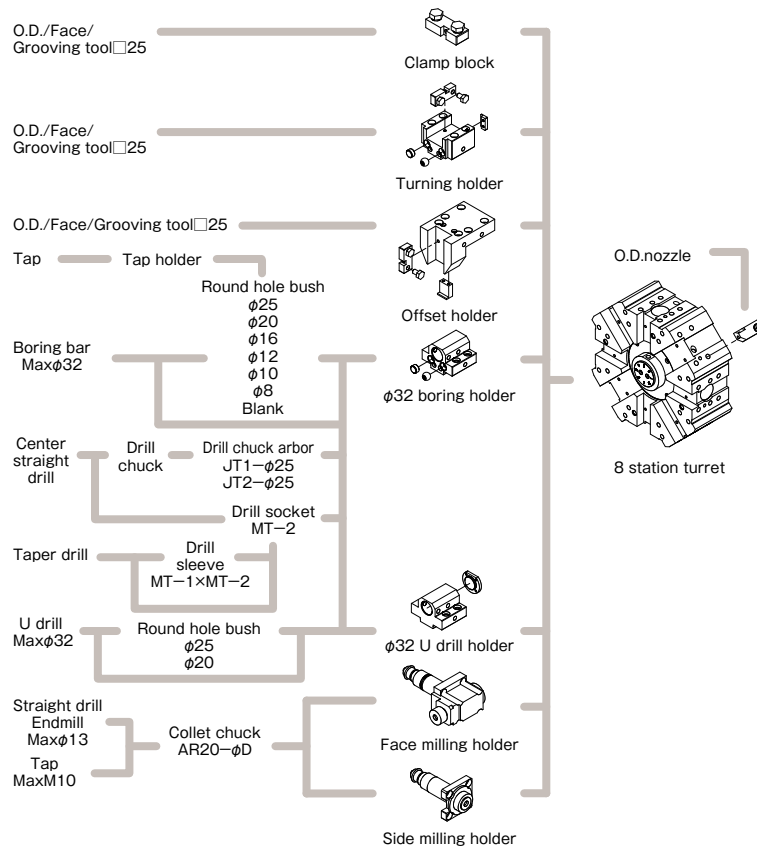 O.D./Face/
Grooving tool□25
Clamp block
O.D./Face/
Grooving tool□25
Turning holder
O.D./Face/Grooving tool□25
Offset holder
Tap
Tap holder
Round hole bush
φ25
φ20
φ16
φ12
φ10
φ8
Blank
Boring bar
Maxφ32
φ32 boring holder
Center
straight
drill
Drill
chuck
Drill chuck arbor
JT1−φ25
JT2−φ25
Drill socket
MT−2
Taper drill
Drill
sleeve
MT−1×MT−2
U drill
Maxφ32
Round hole bush
φ25
φ20
φ32 U drill holder
Straight drill
Endmill
Maxφ13
Tap
MaxM10
Collet chuck
AR20−φD
Face milling holder
Side milling holder
O.D.nozzle
8 station turret